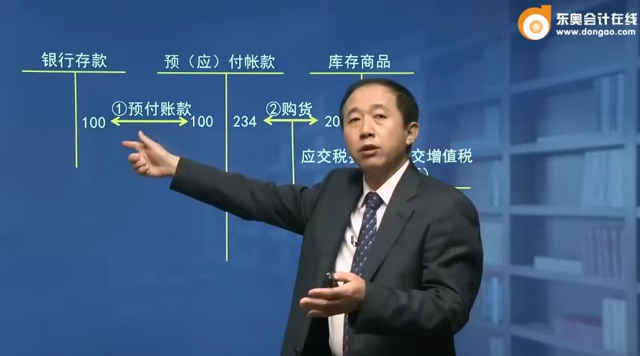 东奥会计在线
www.dongao.com
银行存款 预(应)付帐款 库存商品
①预付账款 ②购货
100 100 234 20
应交税 交增值税
)